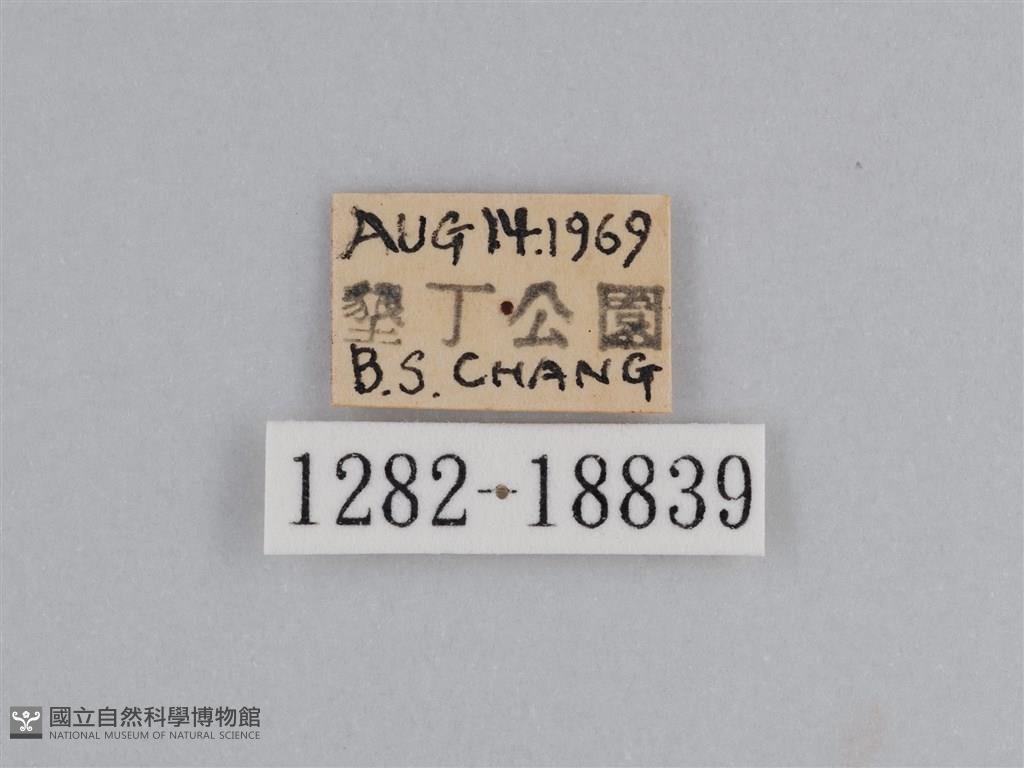 AUG 14.1969
墾丁公園
B.S. CHANG
1282-18839
國立自然科學博物館
NATIONAL MUSEUM OF NATURAL SCIENCE